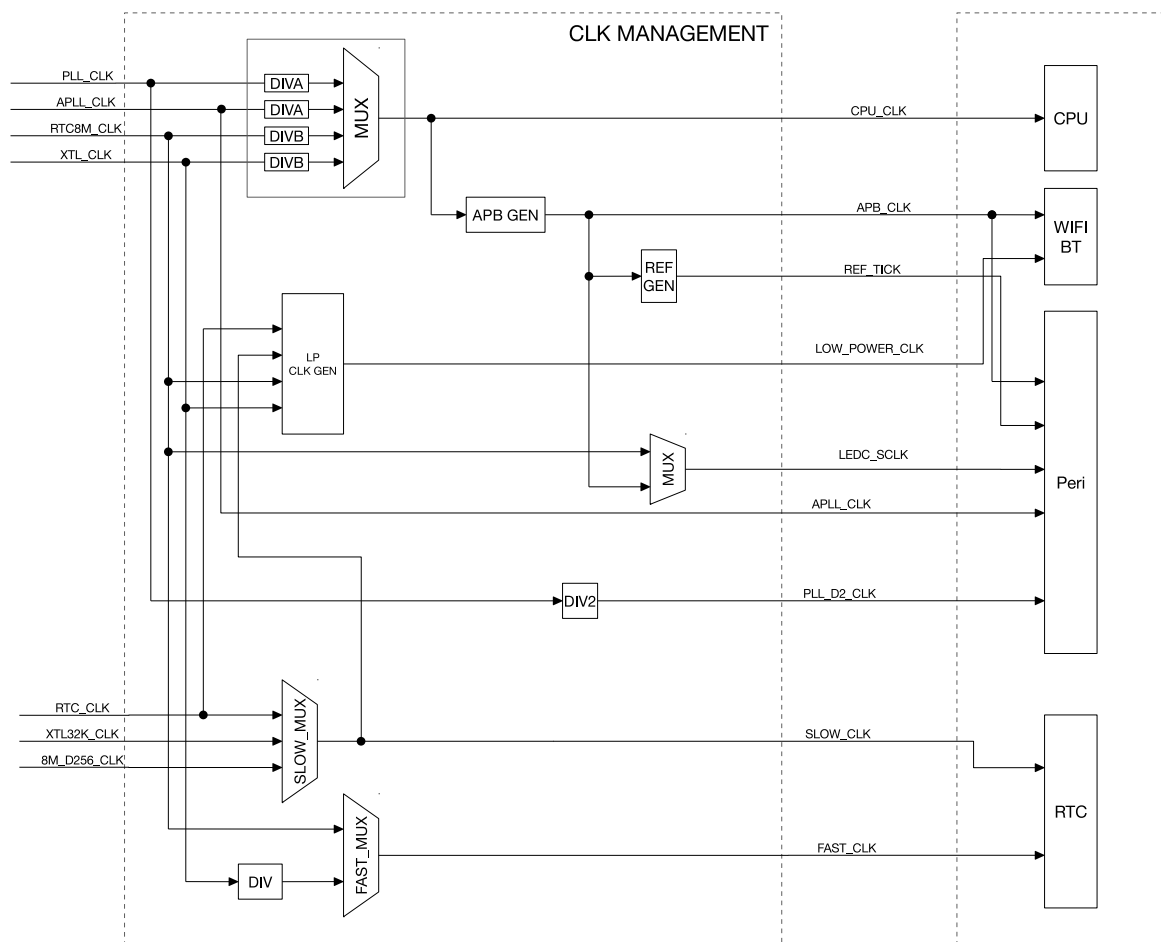 CLK MANAGEMENT
PLL_CLK
DIVA
APLL_CLK
DIVA
RTC8M_CLK
DIVB
XTL_CLK
DIVB
MUX
CPU_CLK
CPU
APB GEN
APB_CLK
WIFI
BT
REF
GEN
REF_TICK
LP
CLK GEN
LOW_POWER_CLK
MUX
LEDC_SCLK
Peri
APLL_CLK
DIV2
PLL_D2_CLK
RTC_CLK
XTL32K_CLK
8M_D256_CLK
SLOW_MUX
SLOW_CLK
RTC
FAST_MUX
FAST_CLK
DIV